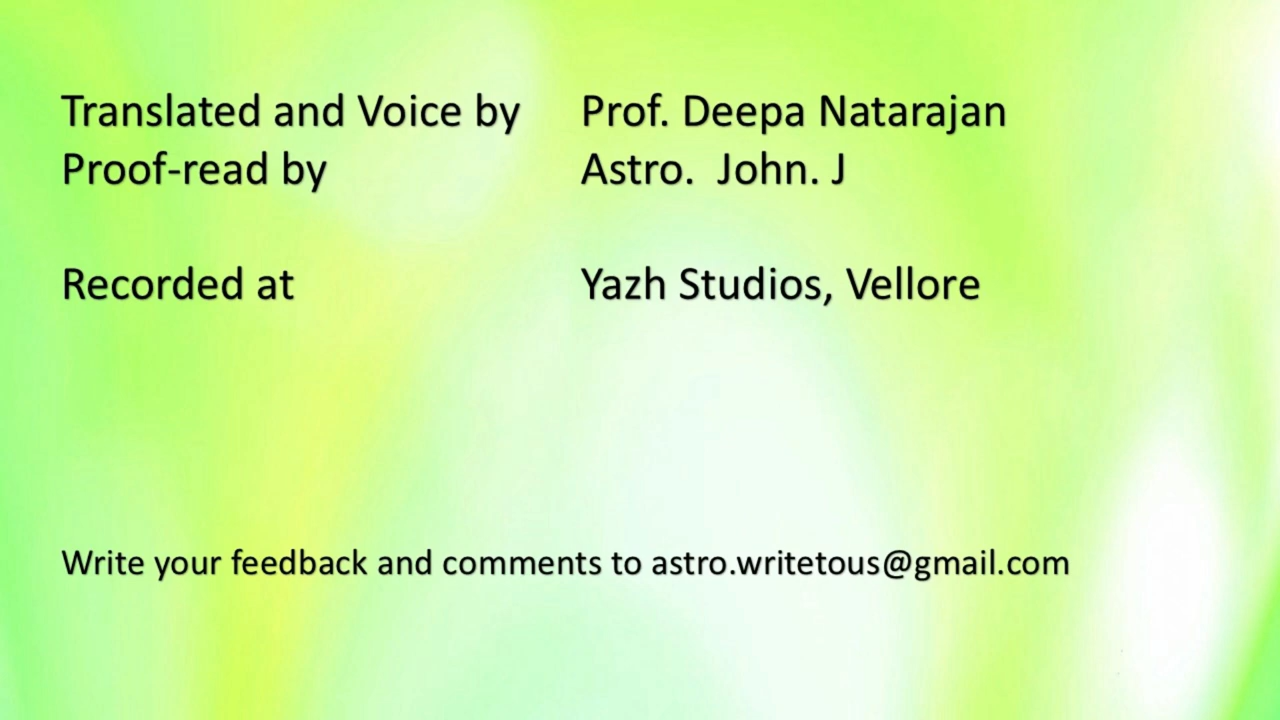 Translated and Voice by Prof. Deepa Natarajan
Proof-read by Astro. John. J
Recorded at Yazh Studios, Vellore
Write your feedback and comments to astro.writetous@gmail.com